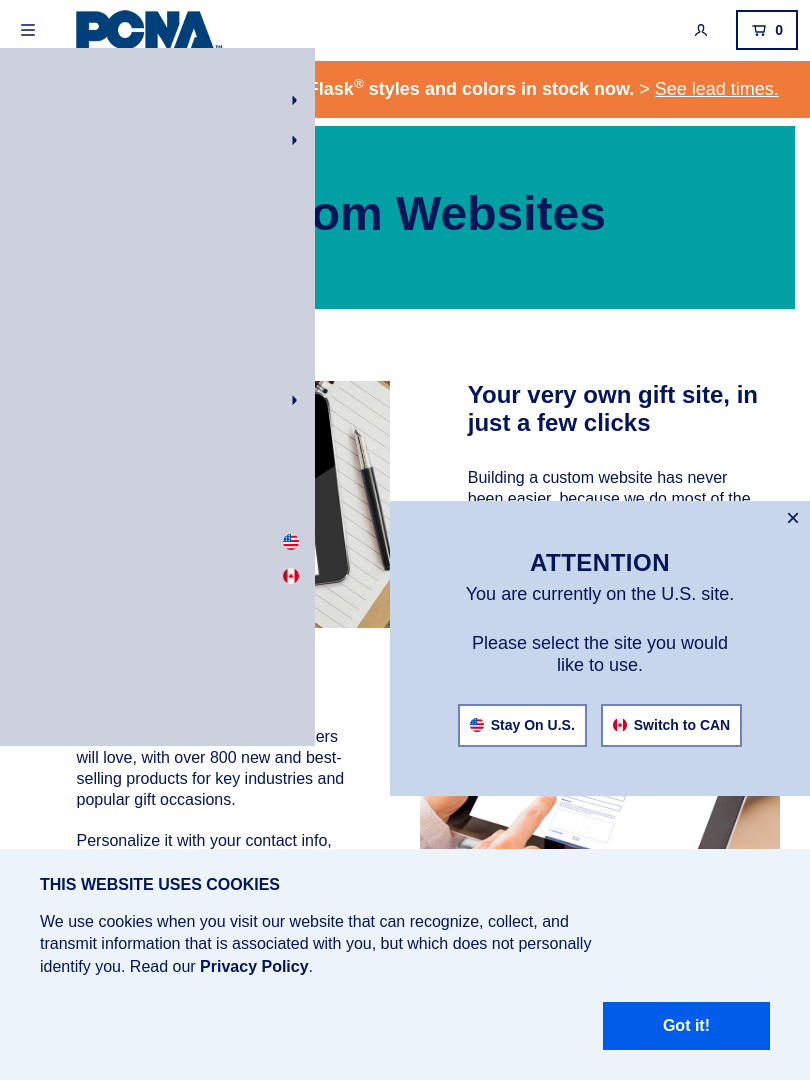 PCNA™
0
Flask® styles and colors in stock now. > See lead times.
om Websites
Your very own gift site, in
just a few clicks
Building a custom website has never
been easier, because we do most of the
×
ATTENTION
You are currently on the U.S. site.
Please select the site you would
like to use.
Stay On U.S.
Switch to CAN
ers
will love, with over 800 new and best-
selling products for key industries and
popular gift occasions.
Personalize it with your contact info,
THIS WEBSITE USES COOKIES
We use cookies when you visit our website that can recognize, collect, and
transmit information that is associated with you, but which does not personally
identify you. Read our Privacy Policy.
Got it!